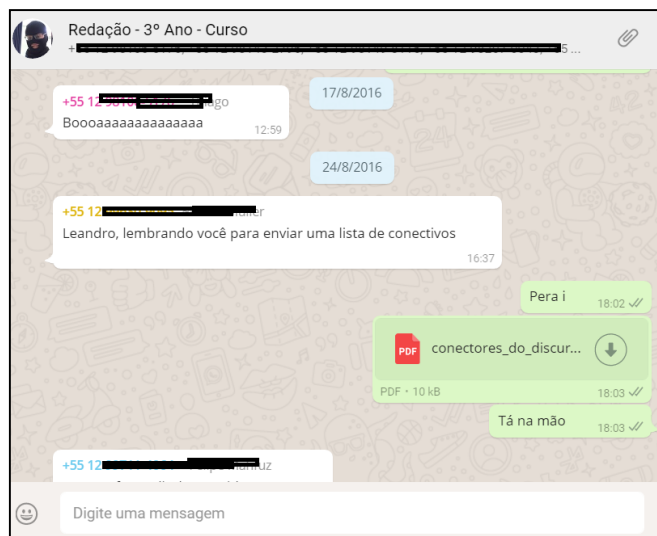 Redação - 3º Ano - Curso
17/8/2016
+55 12
Boooaaaaaaaaaaaaaa
12:59
24/8/2016
+55 12
Leandro, lembrando você para enviar uma lista de conectivos
16:37
Pera i
18:02
PDF
conectores_do_discur...
PDF • 10 kB
18:03
Tá na mão
18:03
+55 12
Digite uma mensagem